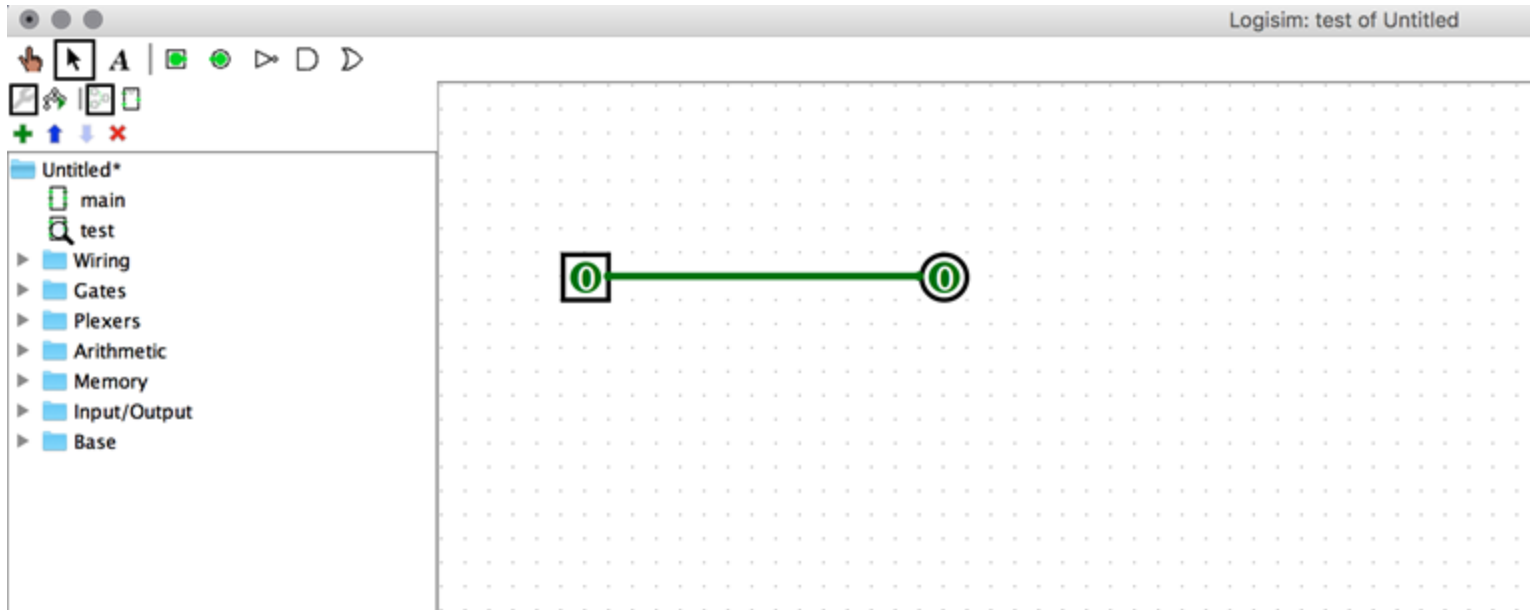 Logisim: test of Untitled
A
Untitled*
main
test
Wiring
Gates
Plexers
Arithmetic
Memory
Input/Output
Base
0 0